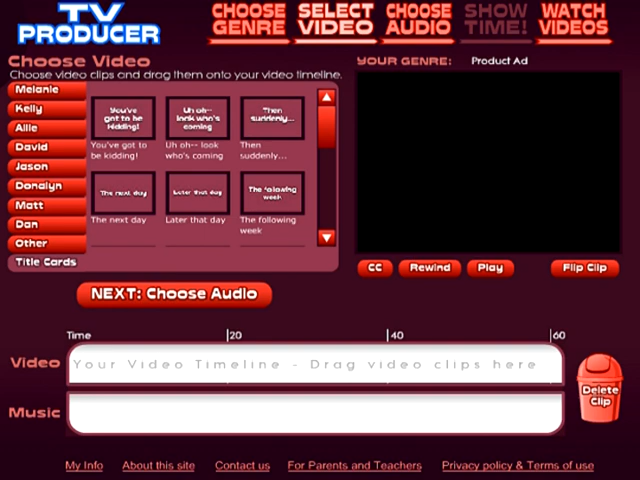 TV
PRODUCER
CHOOSE
GENRE
SELECT
VIDEO
CHOOSE
AUDIO
SHOW
TIME!
WATCH
VIDEOS
Choose Video
Choose video clips and drag them onto your video timeline.
YOUR GENRE: Product Ad
Melanie
Kelly
Allie
David
Jason
Donalyn
Matt
Dan
Other
Title Cards
You've
got to be
kidding!
Uh oh--
look who's
coming
Then
suddenly...
You've got to
be kidding!
Uh oh-- look
who's coming
Then
suddenly...
The next day
Later that day
The following
week
The next day
Later that day
The following
week
CC
Rewind
Play
Flip Clip
NEXT: Choose Audio
Time
20
40
60
Video
Your Video Timeline - Drag video clips here
Music
Delete
Clip
My Info
About this site
Contact us
For Parents and Teachers
Privacy policy & Terms of use